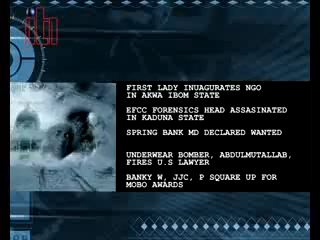 FIRST LADY INUAGURATES NGO
IN AKWA IBOM STATE
EFCC FORENSICS HEAD ASSASINATED
IN KADUNA STATE
SPRING BANK MD DECLARED WANTED
UNDERWEAR BOMBER, ABDULMUTALLAB,
FIRES U.S LAWYER
BANKY W, JJC, P SQUARE UP FOR
MOBO AWARDS